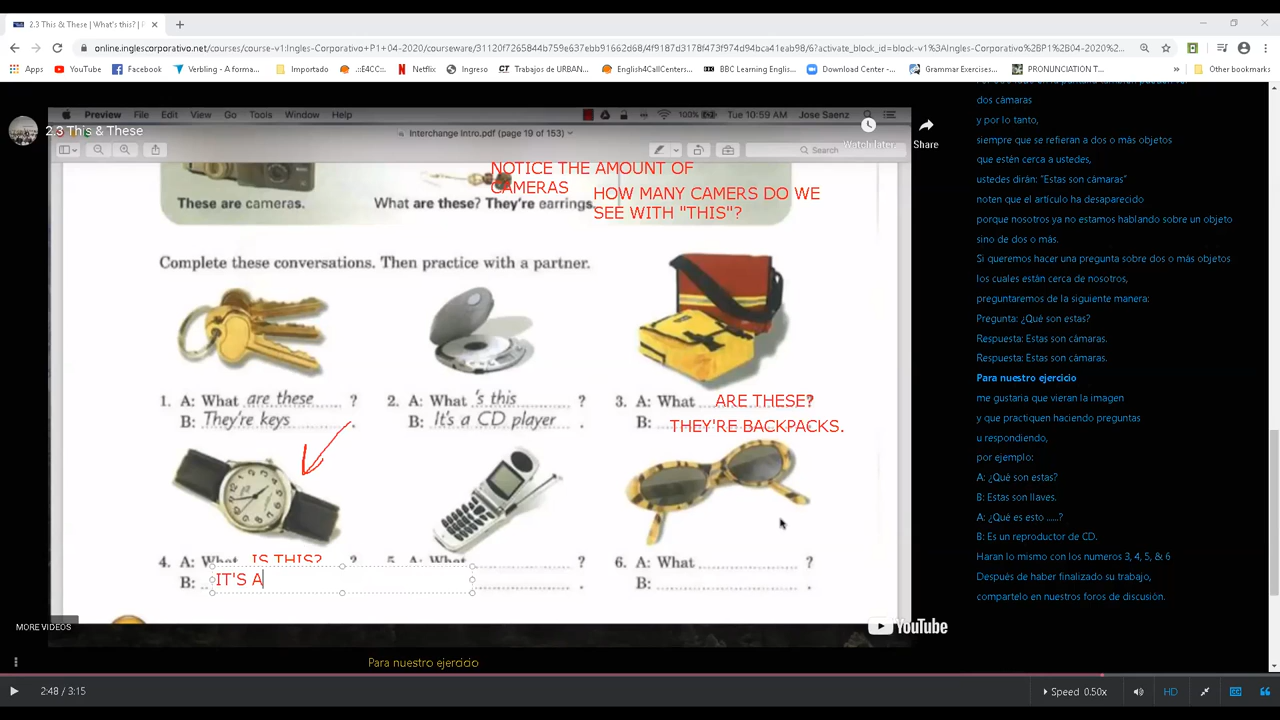 2.3 This & These | What's this? | F
online.inglescorporativo.net/courses/course-v1:Ingles-Corporativo+P1+04-2020/courseware/31120f7265844b759e637ebb91662d68/4f9187d3178f473f974d94bca41eab98/6?activate_block_id=block-v1%3AIngles-Corporativo%2BP1%2B04-2020%2...
Apps YouTube Facebook Verbling - A forma... Importado .::E4CC::. Netflix Ingreso Trabajos de URBAN... English4CallCenters... BBC Learning Englis... Download Center -... Grammar Exercises... PRONUNCIATION T... Other bookmarks
Preview File Edit View Go Tools Window Help 100% Tue 10:59 AM Jose Saenz
2.3 This & These
Interchange Intro.pdf (page 19 of 153)
Watch later Share
Search
NOTICE THE AMOUNT OF
CAMERAS
HOW MANY CAMERS DO WE
SEE WITH "THIS"?
These are cameras.
What are these? They're earrings.
Complete these conversations. Then practice with a partner.
1. A: What are these ?
B: They're keys .
2. A: What 's this ?
B: It's a CD player .
3. A: What ARE THESE?
B: THEY'RE BACKPACKS.
4. A: What IS THIS? ?
B: IT'S A
5. A: What ?
6. A: What ?
B: .
MORE VIDEOS
YouTube
Para nuestro ejercicio
2:48 / 3:15
Speed 0.50x
HD
dos cámaras
y por lo tanto,
siempre que se refieran a dos o más objetos
que estén cerca a ustedes,
ustedes dirán: "Estas son cámaras"
noten que el artículo ha desaparecido
porque nosotros ya no estamos hablando sobre un objeto
sino de dos o más.
Si queremos hacer una pregunta sobre dos o más objetos
los cuales están cerca de nosotros,
preguntaremos de la siguiente manera:
Pregunta: ¿Qué son estas?
Respuesta: Estas son cámaras.
Respuesta: Estas son cámaras.
Para nuestro ejercicio
me gustaría que vieran la imagen
y que practiquen haciendo preguntas
u respondiendo,
por ejemplo:
A: ¿Qué son estas?
B: Estas son llaves.
A: ¿Qué es esto ......?
B: Es un reproductor de CD.
Haran lo mismo con los numeros 3, 4, 5, & 6
Después de haber finalizado su trabajo,
compartelo en nuestros foros de discusión.